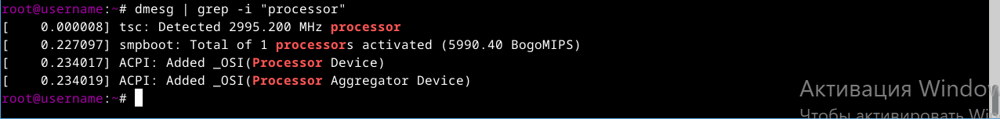 root@username:~# dmesg | grep -i "processor"
[    0.000008] tsc: Detected 2995.200 MHz processor
[    0.227097] smpboot: Total of 1 processors activated (5990.40 BogoMIPS)
[    0.234017] ACPI: Added _OSI(Processor Device)
[    0.234019] ACPI: Added _OSI(Processor Aggregator Device)
root@username:~#
Активация Window
Чтобы активировать Wi